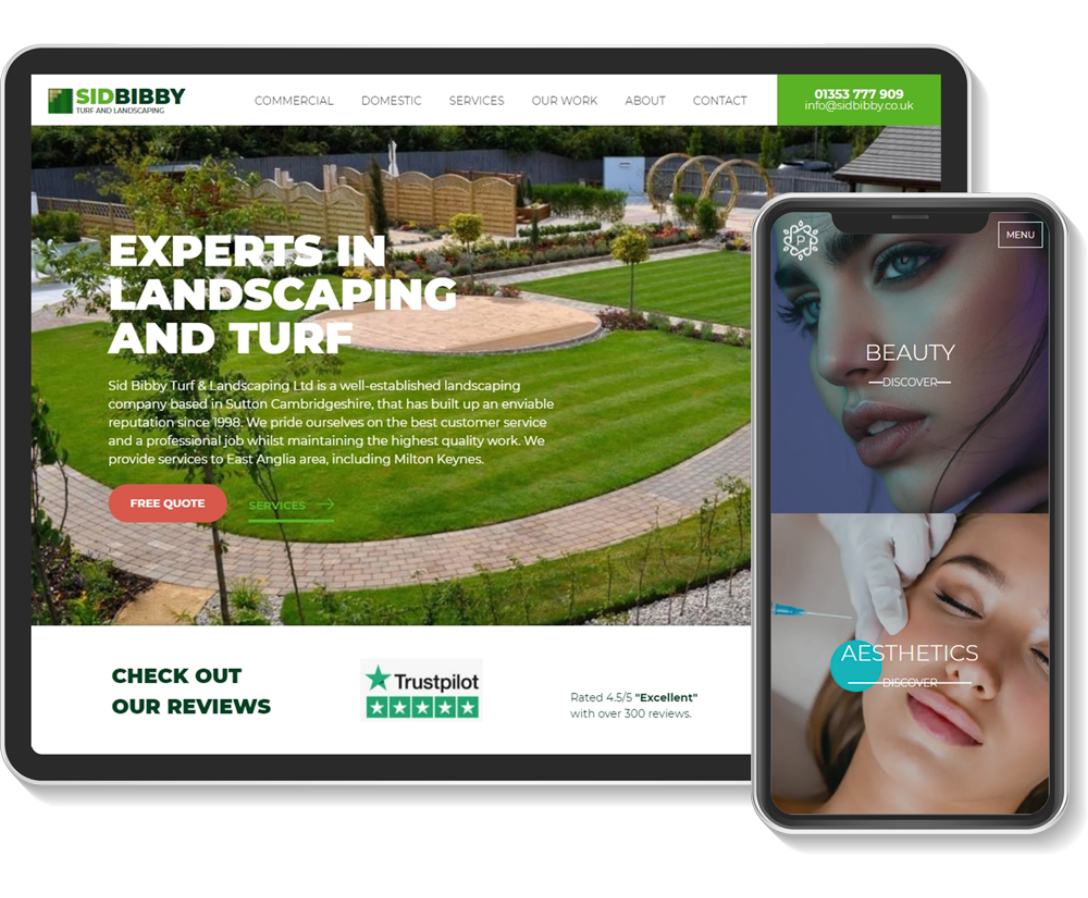 SIDBIBBY
TURF AND LANDSCAPING
COMMERCIAL
DOMESTIC
SERVICES
OUR WORK
ABOUT
CONTACT
01353 777 909
info@sidbibby.co.uk
EXPERTS IN
LANDSCAPING
AND TURF
Sid Bibby Turf & Landscaping Ltd is a well-established landscaping
company based in Sutton Cambridgeshire, that has built up an enviable
reputation since 1998. We pride ourselves on the best customer service
and a professional job whilst maintaining the highest quality work. We
provide services to East Anglia area, including Milton Keynes.
FREE QUOTE
SERVICES
CHECK OUT
OUR REVIEWS
Trustpilot
Rated 4.5/5 "Excellent"
with over 300 reviews.
P
MENU
BEAUTY
DISCOVER
AESTHETICS
DISCOVER